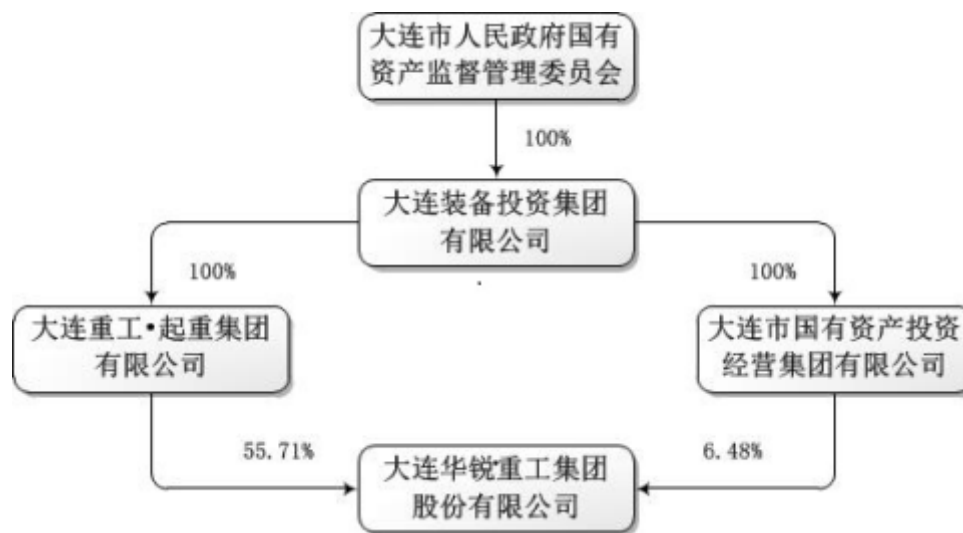 大连市人民政府国有
资产监督管理委员会
100%
大连装备投资集团
有限公司
100%
100%
大连重工•起重集团
有限公司
大连市国有资产投资
经营集团有限公司
55.71%
6.48%
大连华锐重工集团
股份有限公司